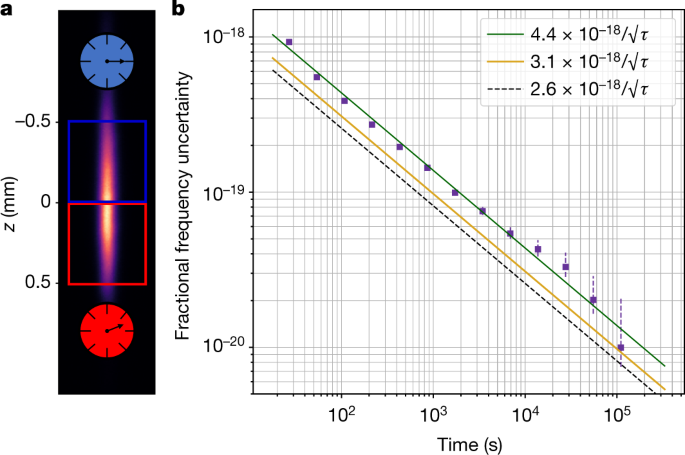 a
−0.5
0
0.5
z (mm)
b
4.4 × 10⁻¹⁸/√τ
3.1 × 10⁻¹⁸/√τ
2.6 × 10⁻¹⁸/√τ
10⁻¹⁸
10⁻¹⁹
10⁻²⁰
Fractional frequency uncertainty
10²
10³
10⁴
10⁵
Time (s)